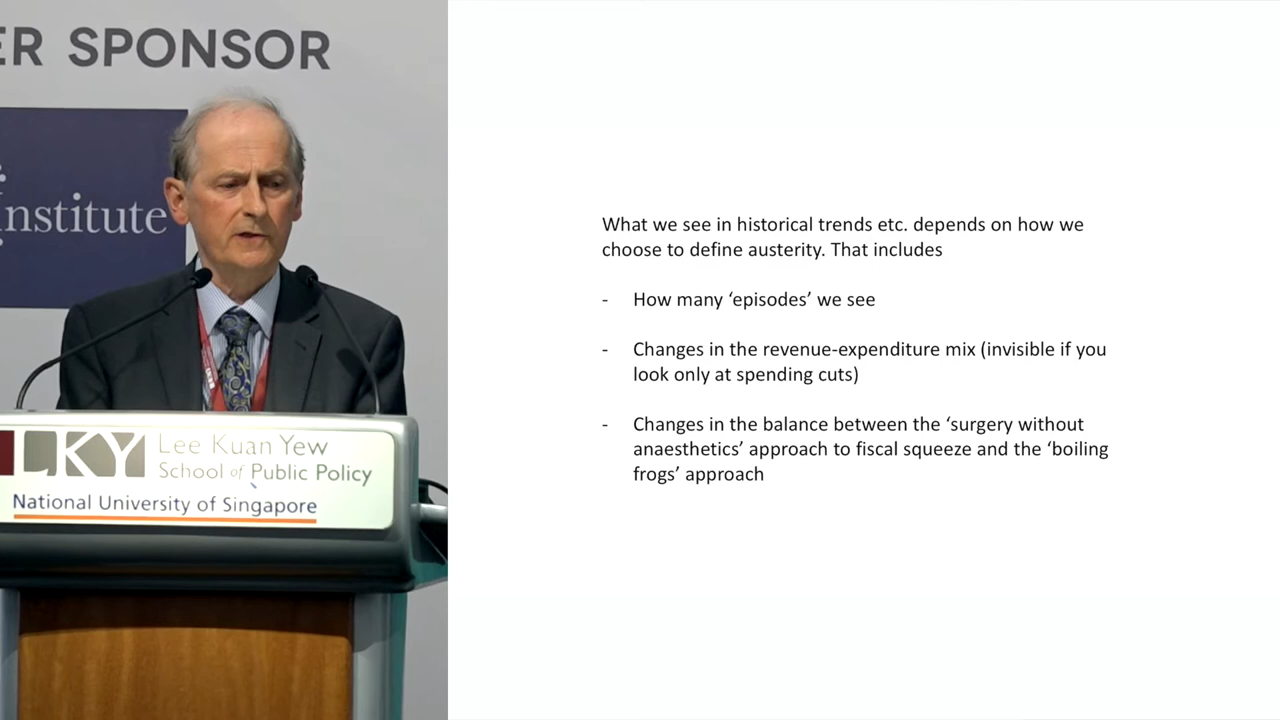 ER SPONSOR
Institute
LKY
Lee Kuan Yew
School of Public Policy
National University of Singapore
What we see in historical trends etc. depends on how we
choose to define austerity. That includes
- How many ‘episodes’ we see
- Changes in the revenue-expenditure mix (invisible if you
look only at spending cuts)
- Changes in the balance between the ‘surgery without
anaesthetics’ approach to fiscal squeeze and the ‘boiling
frogs’ approach